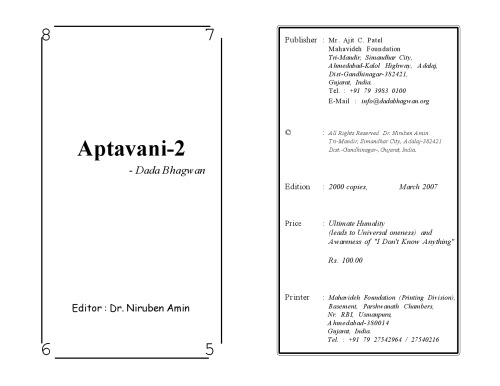 8
7
Aptavani-2
- Dada Bhagwan
Editor : Dr. Niruben Amin
6
5
Publisher : Mr. Ajit C. Patel
Mahavideh Foundation
Tri-Mandir, Simandhar City,
Ahmedabad-Kalol Highway, Adalaj,
Dist-Gandhinagar-382421,
Gujarat, India.
Tel. : +91 79 3983 0100
E-Mail : info@dadabhagwan.org
© : All Rights Reserved Dr. Niruben Amin
Tri-Mandir, Simandhar City, Adalaj-382421
Dist.-Gandhinagar-, Gujarat, India.
Edition : 2000 copies, March 2007
Price : Ultimate Humility
(leads to Universal oneness) and
Awareness of "I Don't Know Anything"
Rs. 100.00
Printer : Mahavideh Foundation (Printing Division),
Basement, Parshwanath Chambers,
Nr. RBI, Usmanpura,
Ahmedabad-380014
Gujarat, India.
Tel. : +91 79 27542964 / 27540216